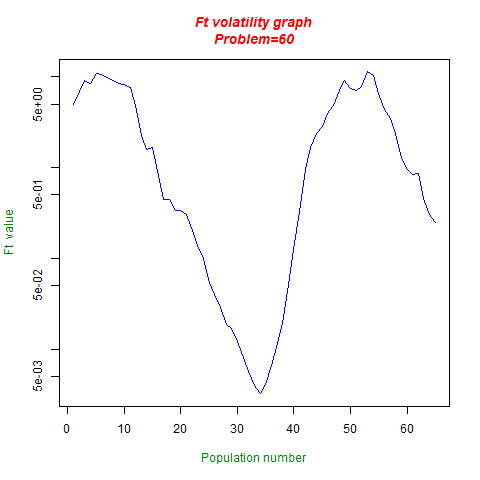 Ft volatility graph
Problem=60
5e+00
5e-01
5e-02
5e-03
Ft value
0 10 20 30 40 50 60
Population number